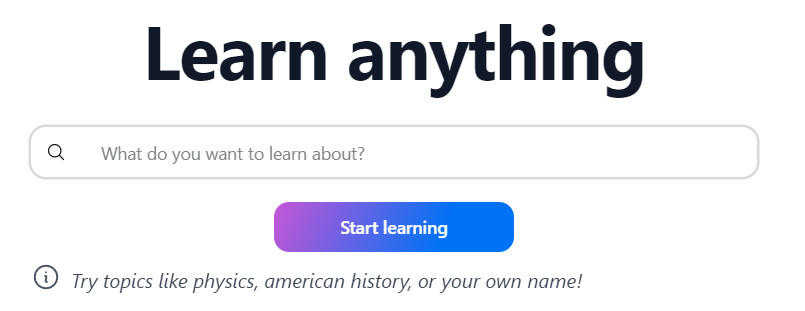 Learn anything
What do you want to learn about?
Start learning
Try topics like physics, american history, or your own name!